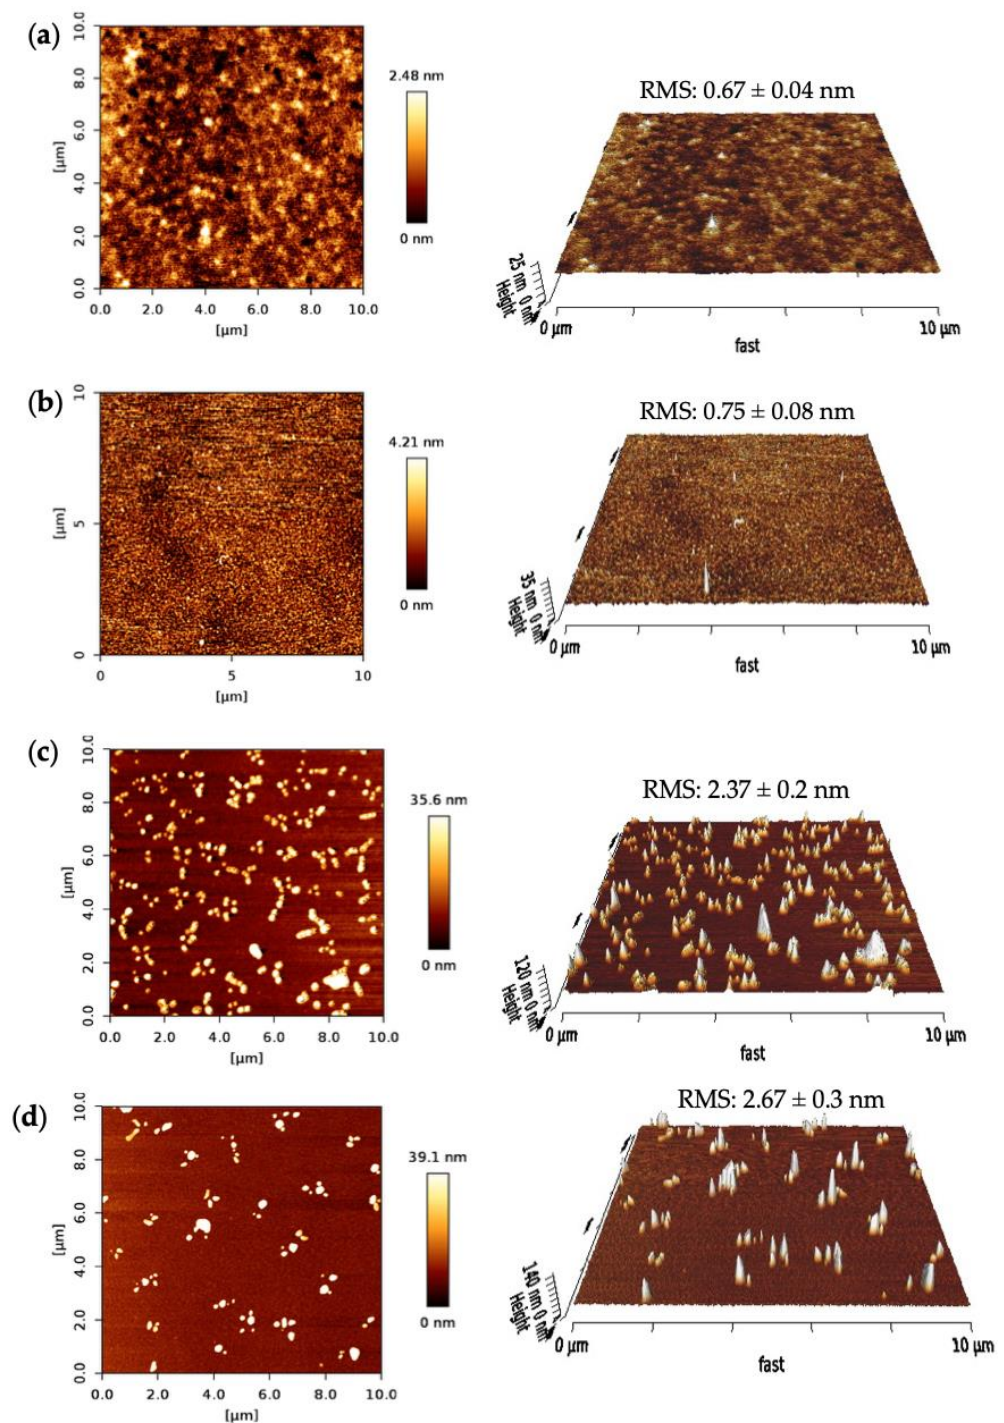 (a)
10.0
8.0
6.0
4.0
2.0
0.0
[µm]
0.0 2.0 4.0 6.0 8.0 10.0
[µm]
2.48 nm
0 nm
RMS: 0.67 ± 0.04 nm
25 nm 0 nm
Height
0 µm 10 µm
fast
(b)
10
5
0
[µm]
0 5 10
[µm]
4.21 nm
0 nm
RMS: 0.75 ± 0.08 nm
35 nm 0 nm
Height
0 µm 10 µm
fast
(c)
10.0
8.0
6.0
4.0
2.0
0.0
[µm]
0.0 2.0 4.0 6.0 8.0 10.0
[µm]
35.6 nm
0 nm
RMS: 2.37 ± 0.2 nm
120 nm 0 nm
Height
0 µm 10 µm
fast
(d)
10.0
8.0
6.0
4.0
2.0
0.0
[µm]
0.0 2.0 4.0 6.0 8.0 10.0
[µm]
39.1 nm
0 nm
RMS: 2.67 ± 0.3 nm
140 nm 0 nm
Height
0 µm 10 µm
fast